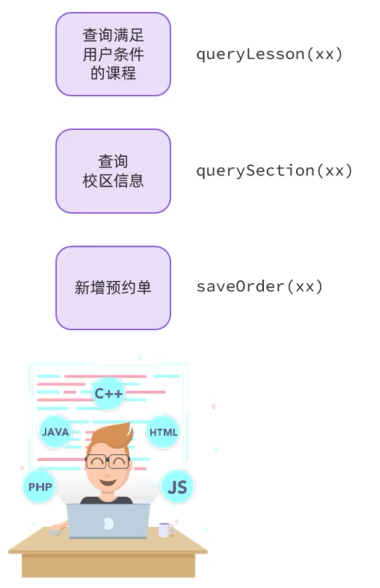 查询满足
用户条件
的课程
queryLesson(xx)
查询
校区信息
querySection(xx)
新增预约单
saveOrder(xx)
C++
JAVA
HTML
PHP
JS